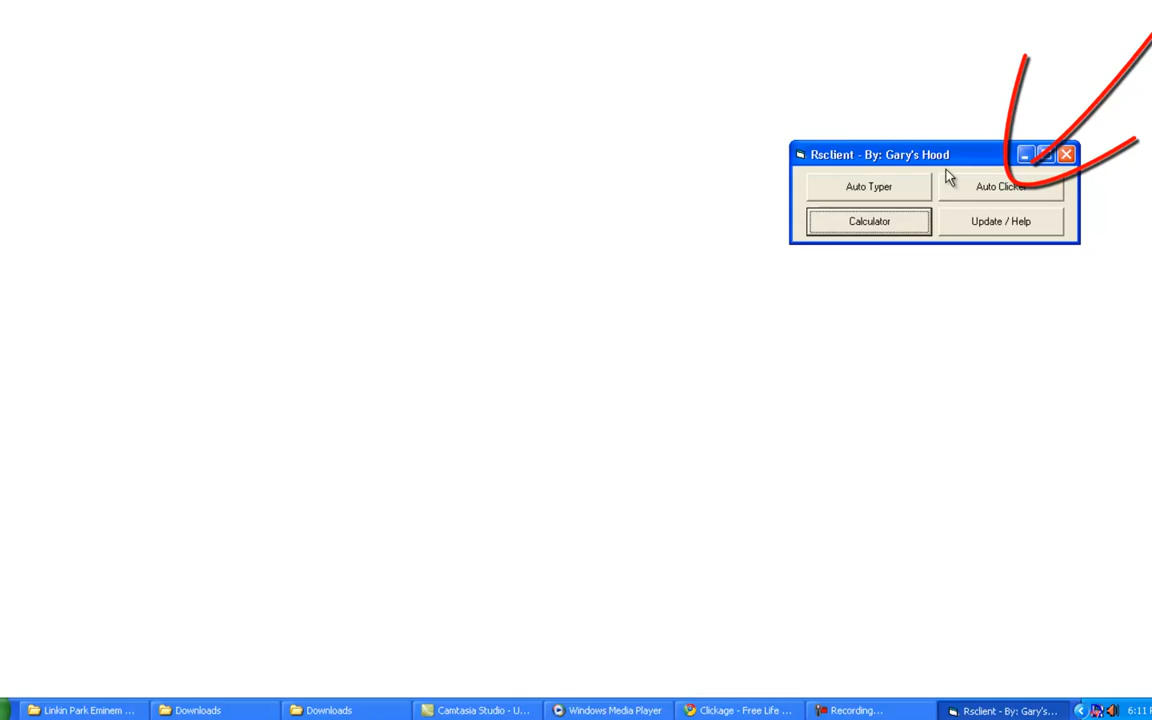 Rsclient - By: Gary's Hood
Auto Typer
Auto Clicker
Calculator
Update / Help
Linkin Park Eminem ...
Downloads
Downloads
Camtasia Studio - U...
Windows Media Player
Clickage - Free Life ...
Recording...
Rsclient - By: Gary's...
6:11